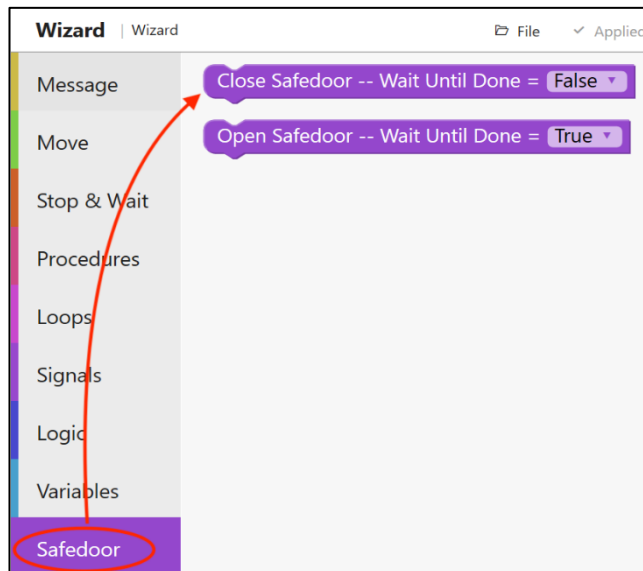 Wizard | Wizard
File
Applied
Message
Move
Stop & Wait
Procedures
Loops
Signals
Logic
Variables
Safedoor
Close Safedoor -- Wait Until Done = False
Open Safedoor -- Wait Until Done = True